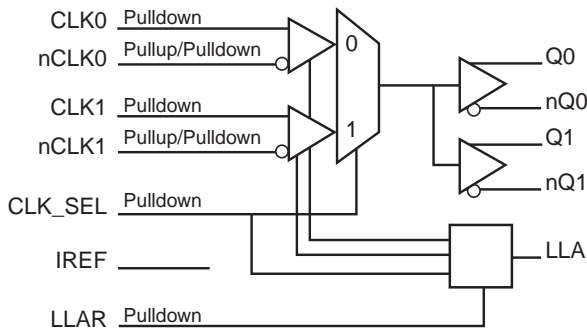 CLK0 Pulldown
nCLK0 Pullup/Pulldown
CLK1 Pulldown
nCLK1 Pullup/Pulldown
CLK_SEL Pulldown
IREF
LLAR Pulldown
0
1
Q0
nQ0
Q1
nQ1
LLA